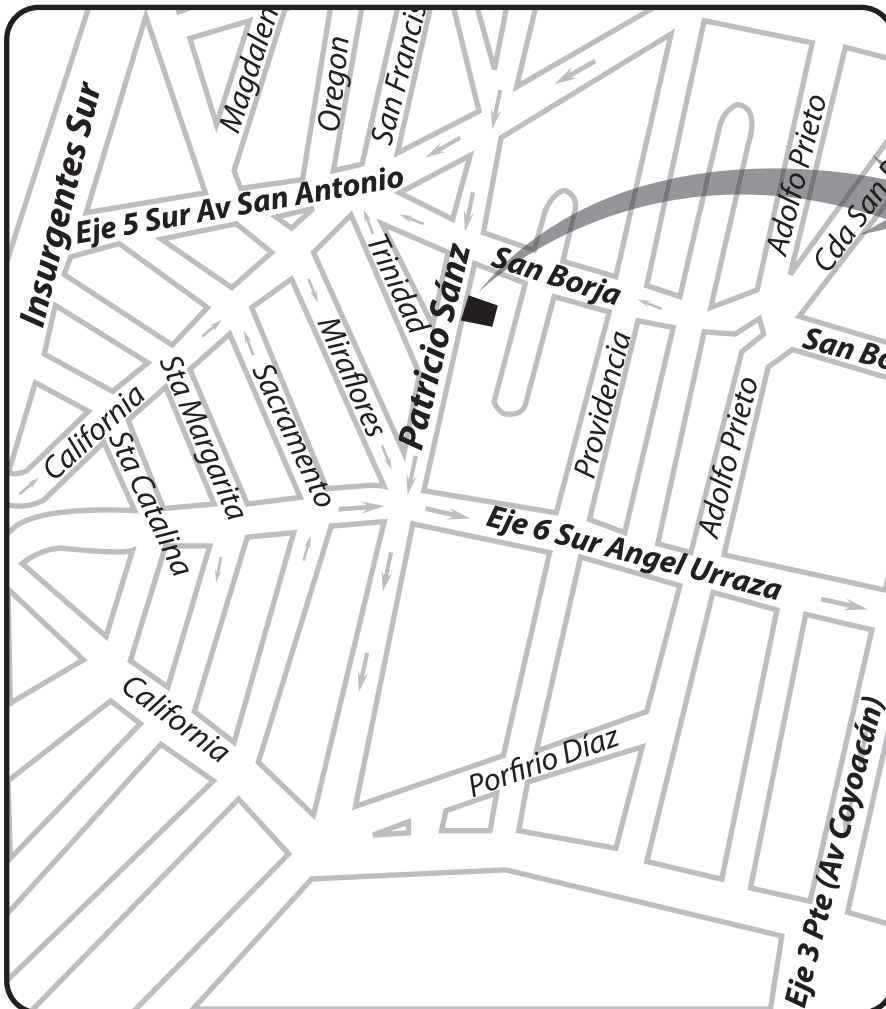 Magdalen
Oregon
San Francis
Insurgentes Sur
Eje 5 Sur Av San Antonio
Adolfo Prieto
Cda San B
Trinidad
Patricio Sánz
San Borja
Miraflores
Providencia
San Bo
California
Sta Margarita
Sacramento
Sta Catalina
Adolfo Prieto
Eje 6 Sur Angel Urraza
California
Porfirio Díaz
Eje 3 Pte (Av Coyoacán)